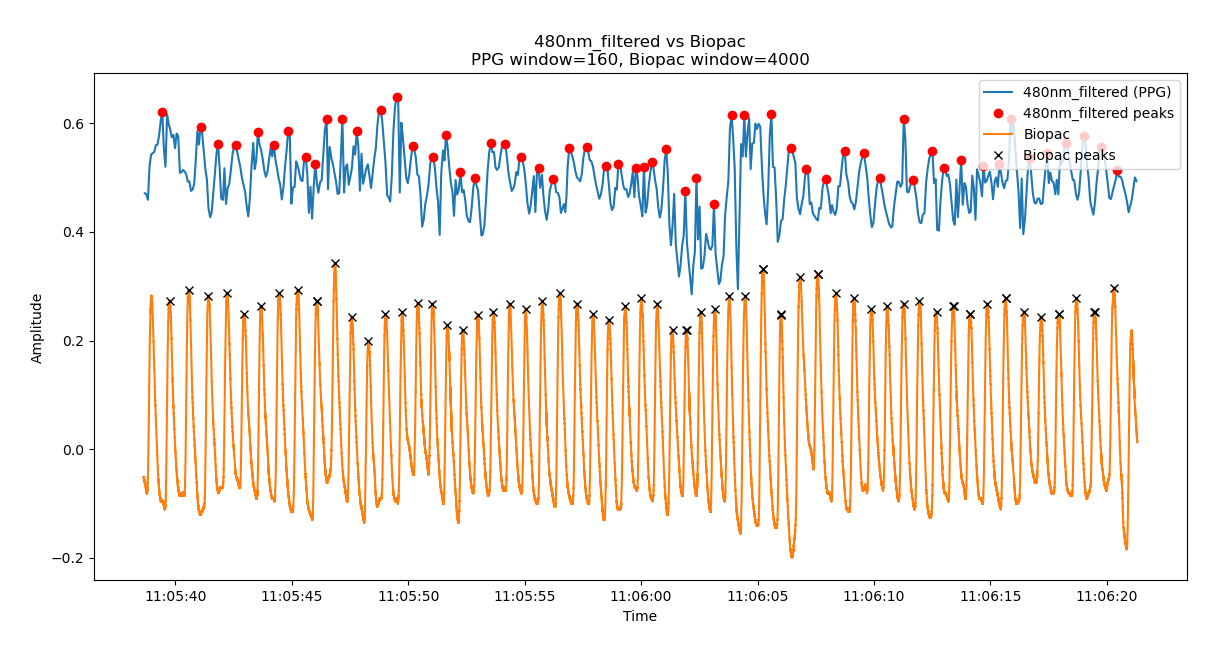 480nm_filtered vs Biopac
PPG window=160, Biopac window=4000
480nm_filtered (PPG)
480nm_filtered peaks
Biopac
Biopac peaks
Amplitude
0.6
0.4
0.2
0.0
−0.2
11:05:40
11:05:45
11:05:50
11:05:55
11:06:00
11:06:05
11:06:10
11:06:15
11:06:20
Time